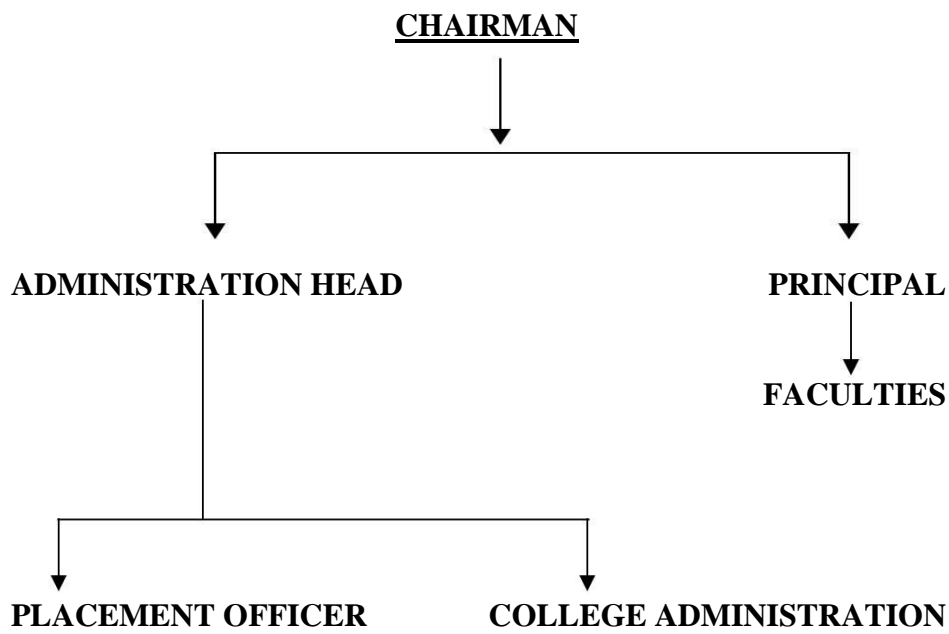 CHAIRMAN
ADMINISTRATION HEAD
PRINCIPAL
FACULTIES
PLACEMENT OFFICER
COLLEGE ADMINISTRATION